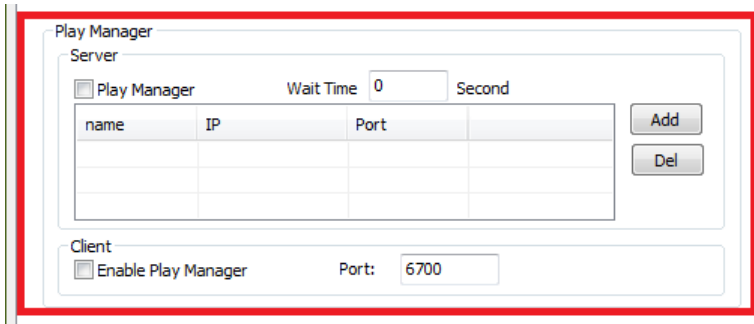 Play Manager
Server
Play Manager Wait Time 0 Second
name IP Port
Add
Del
Client
Enable Play Manager Port: 6700